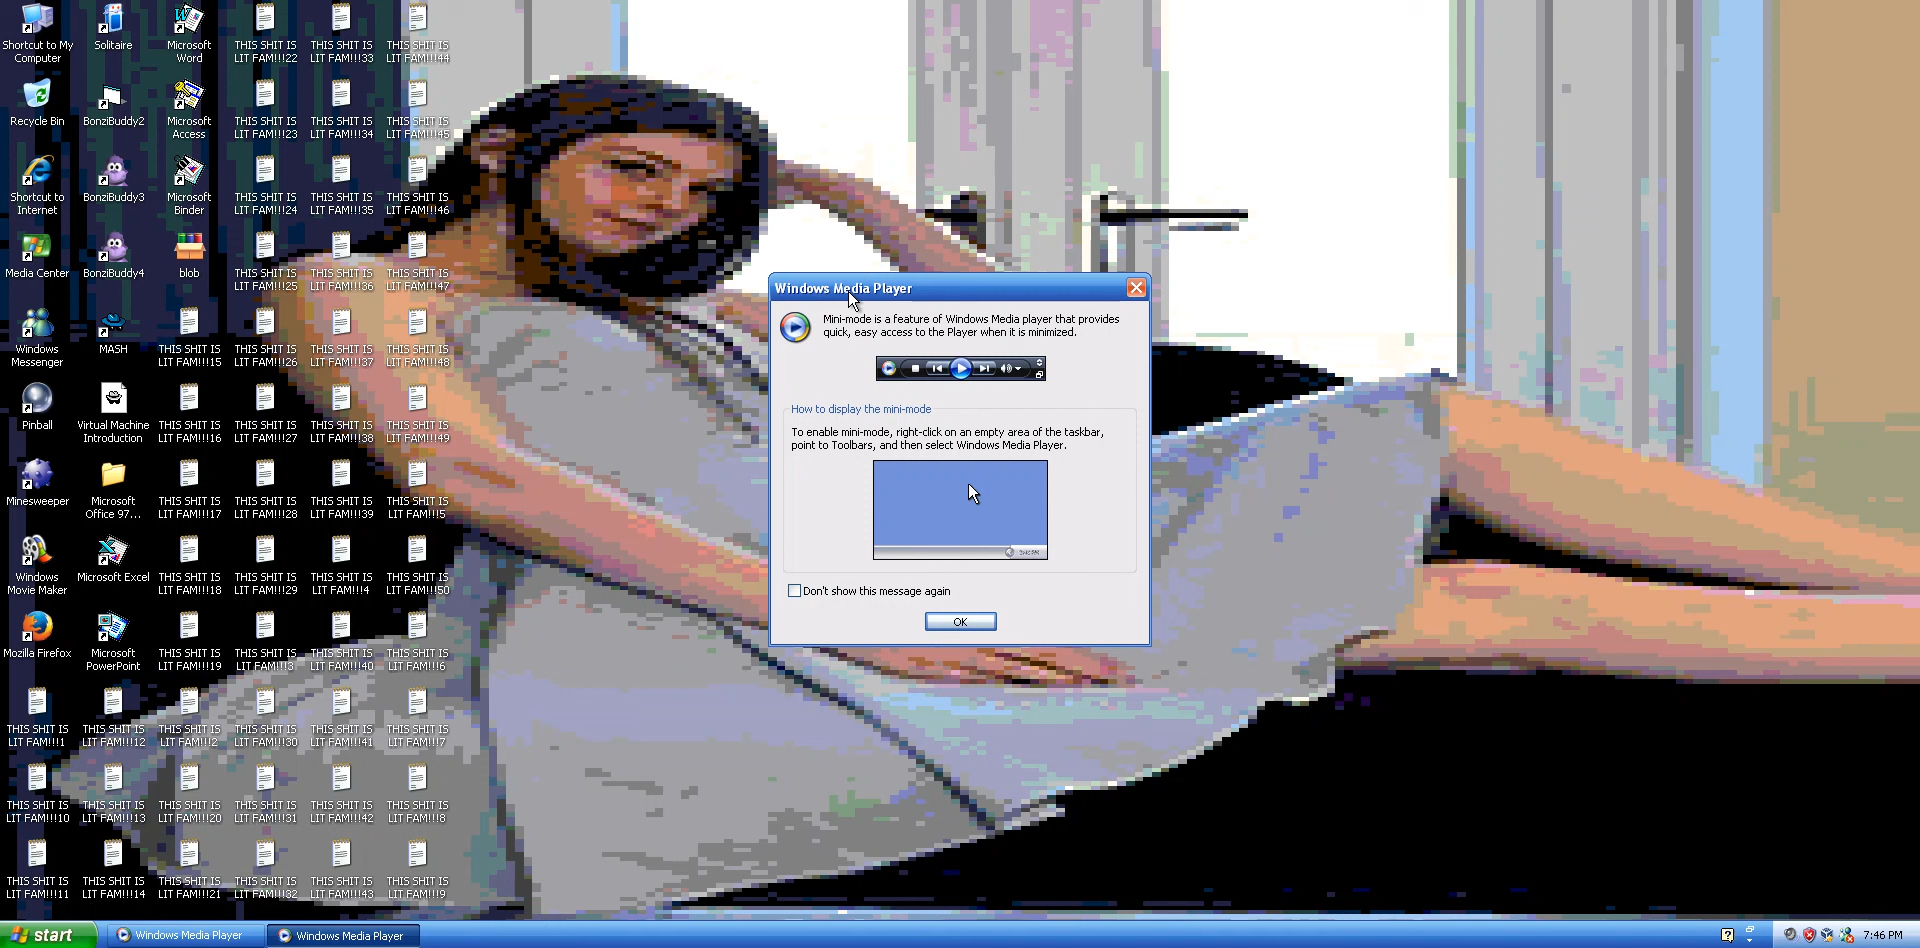 Shortcut to My
Computer
Solitaire
Microsoft
Word
THIS SHIT IS
LIT FAM!!!22
THIS SHIT IS
LIT FAM!!!33
THIS SHIT IS
LIT FAM!!!44
Recycle Bin
BonziBuddy2
Microsoft
Access
THIS SHIT IS
LIT FAM!!!23
THIS SHIT IS
LIT FAM!!!34
THIS SHIT IS
LIT FAM!!!45
Shortcut to
Internet
BonziBuddy3
Microsoft
Binder
THIS SHIT IS
LIT FAM!!!24
THIS SHIT IS
LIT FAM!!!35
THIS SHIT IS
LIT FAM!!!46
Media Center
BonziBuddy4
blob
THIS SHIT IS
LIT FAM!!!25
THIS SHIT IS
LIT FAM!!!36
THIS SHIT IS
LIT FAM!!!47
Windows
Messenger
MASH
THIS SHIT IS
LIT FAM!!!15
THIS SHIT IS
LIT FAM!!!26
THIS SHIT IS
LIT FAM!!!37
THIS SHIT IS
LIT FAM!!!48
Pinball
Virtual Machine
Introduction
THIS SHIT IS
LIT FAM!!!16
THIS SHIT IS
LIT FAM!!!27
THIS SHIT IS
LIT FAM!!!38
THIS SHIT IS
LIT FAM!!!49
Minesweeper
Microsoft
Office 97...
THIS SHIT IS
LIT FAM!!!17
THIS SHIT IS
LIT FAM!!!28
THIS SHIT IS
LIT FAM!!!39
THIS SHIT IS
LIT FAM!!!5
Windows
Movie Maker
Microsoft Excel
THIS SHIT IS
LIT FAM!!!18
THIS SHIT IS
LIT FAM!!!29
THIS SHIT IS
LIT FAM!!!4
THIS SHIT IS
LIT FAM!!!50
Mozilla Firefox
Microsoft
PowerPoint
THIS SHIT IS
LIT FAM!!!19
THIS SHIT IS
LIT FAM!!!3
THIS SHIT IS
LIT FAM!!!40
THIS SHIT IS
LIT FAM!!!6
THIS SHIT IS
LIT FAM!!!1
THIS SHIT IS
LIT FAM!!!12
THIS SHIT IS
LIT FAM!!!2
THIS SHIT IS
LIT FAM!!!30
THIS SHIT IS
LIT FAM!!!41
THIS SHIT IS
LIT FAM!!!7
THIS SHIT IS
LIT FAM!!!10
THIS SHIT IS
LIT FAM!!!13
THIS SHIT IS
LIT FAM!!!20
THIS SHIT IS
LIT FAM!!!31
THIS SHIT IS
LIT FAM!!!42
THIS SHIT IS
LIT FAM!!!8
THIS SHIT IS
LIT FAM!!!11
THIS SHIT IS
LIT FAM!!!14
THIS SHIT IS
LIT FAM!!!21
THIS SHIT IS
LIT FAM!!!32
THIS SHIT IS
LIT FAM!!!43
THIS SHIT IS
LIT FAM!!!9
Windows Media Player
Mini-mode is a feature of Windows Media player that provides
quick, easy access to the Player when it is minimized.
How to display the mini-mode
To enable mini-mode, right-click on an empty area of the taskbar,
point to Toolbars, and then select Windows Media Player.
Don't show this message again
OK
start
Windows Media Player
Windows Media Player
7:46 PM